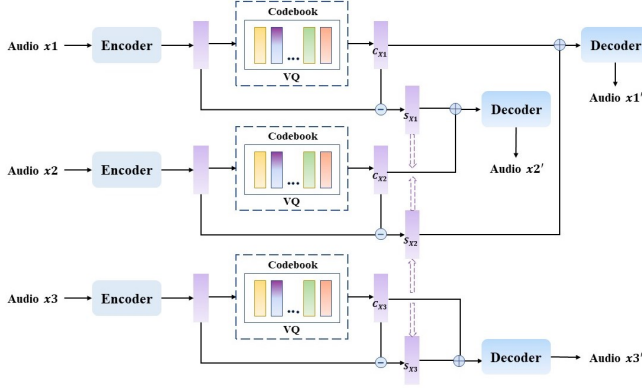 Codebook
Audio x1
Encoder
C_X1
Decoder
VQ
Audio x1′
S_X1
Decoder
Codebook
Audio x2
Encoder
C_X2
Audio x2′
VQ
S_X2
Codebook
Audio x3
Encoder
C_X3
VQ
S_X3
Decoder
Audio x3′